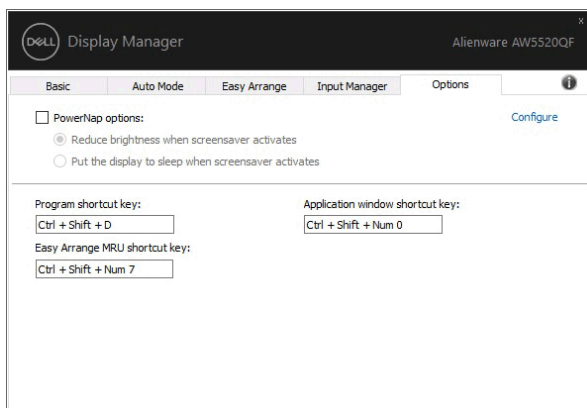 x
DELL Display Manager Alienware AW5520QF
Basic Auto Mode Easy Arrange Input Manager Options i
PowerNap options: Configure
Reduce brightness when screensaver activates
Put the display to sleep when screensaver activates
Program shortcut key: Application window shortcut key:
Ctrl + Shift + D Ctrl + Shift + Num 0
Easy Arrange MRU shortcut key:
Ctrl + Shift + Num 7